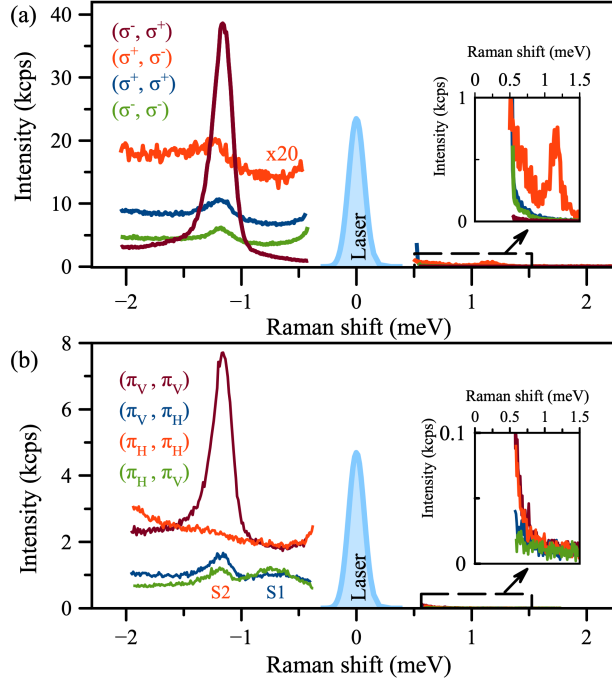 (a)
40
30
20
10
0
Intensity (kcps)
(σ⁻, σ⁺)
(σ⁺, σ⁻)
(σ⁺, σ⁺)
(σ⁻, σ⁻)
x20
Laser
Raman shift (meV)
0 0.5 1 1.5
1
0
Intensity (kcps)
−2 −1 0 1 2
Raman shift (meV)
(b)
8
6
4
2
0
Intensity (kcps)
(π_V , π_V)
(π_V , π_H)
(π_H , π_H)
(π_H , π_V)
S2
S1
Laser
Raman shift (meV)
0 0.5 1 1.5
0.1
0
Intensity (kcps)
−2 −1 0 1 2
Raman shift (meV)